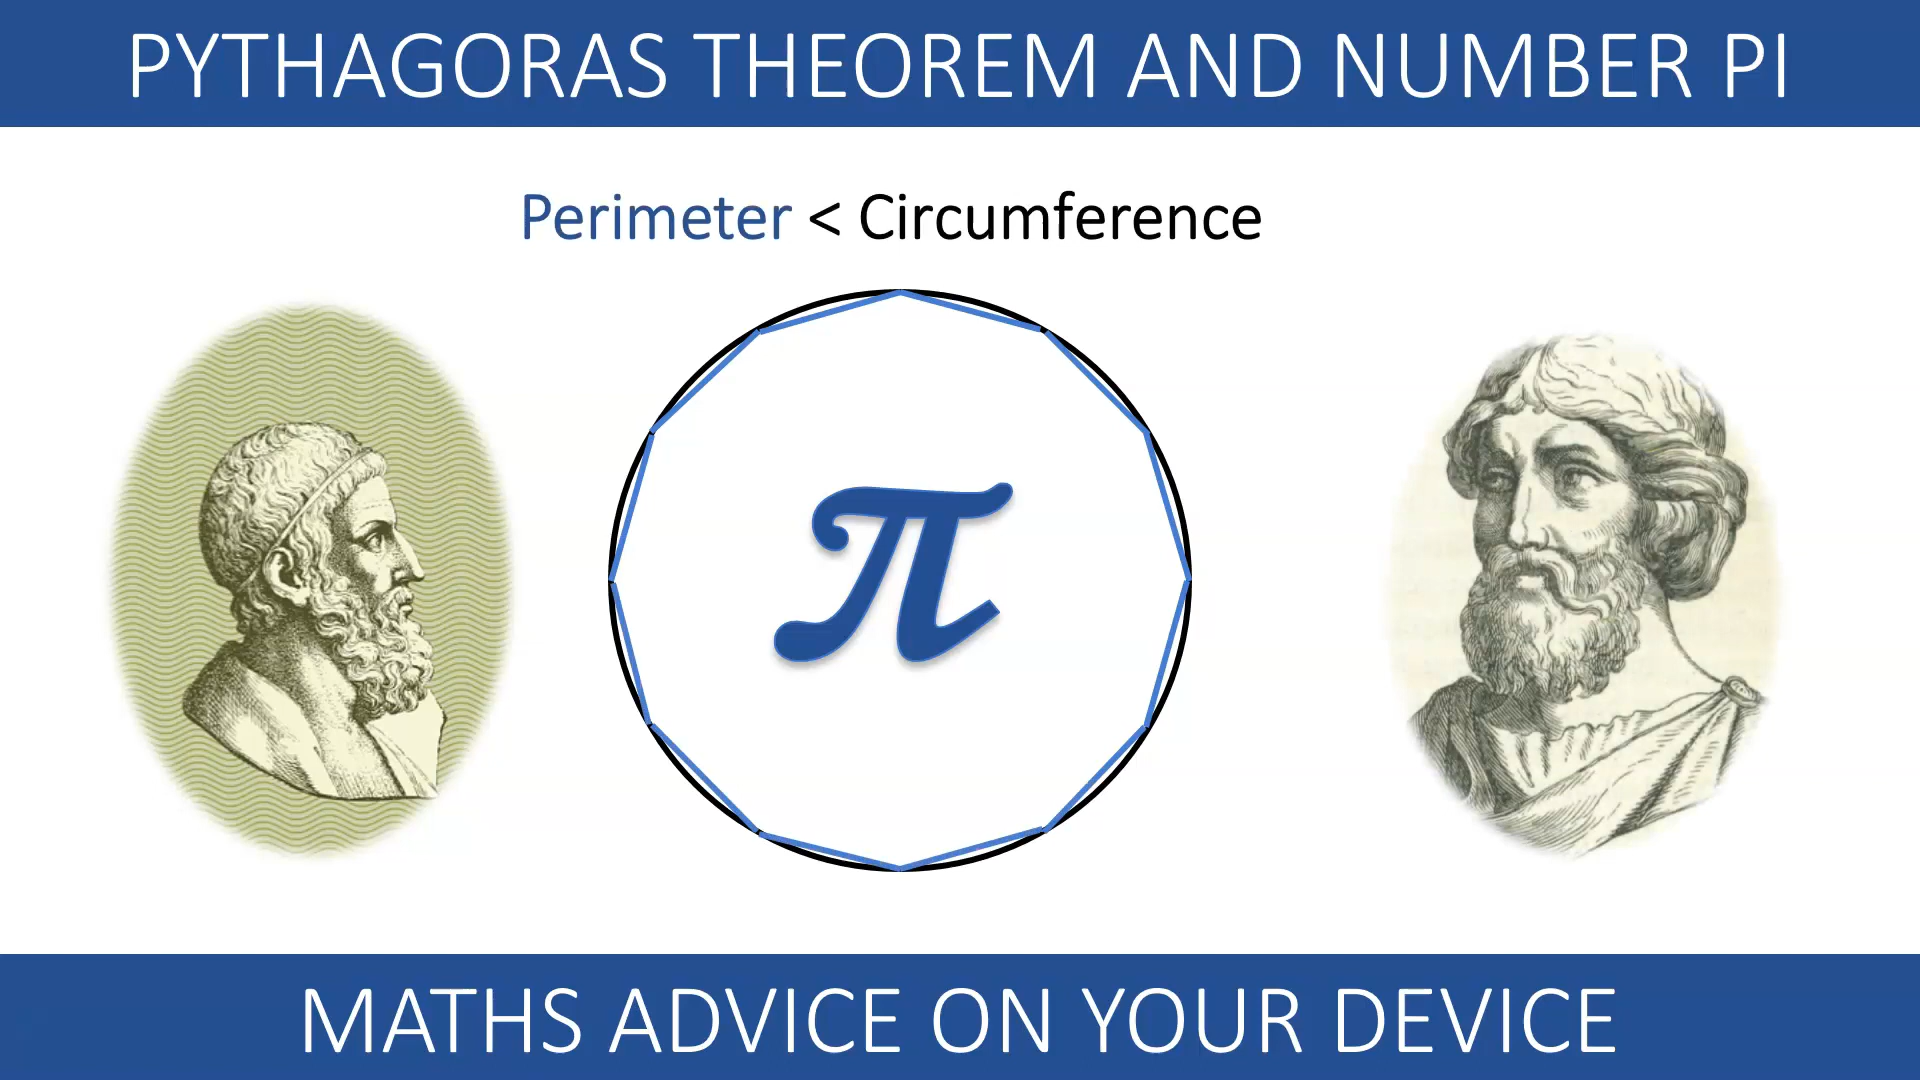 PYTHAGORAS THEOREM AND NUMBER PI
Perimeter < Circumference
π
MATHS ADVICE ON YOUR DEVICE